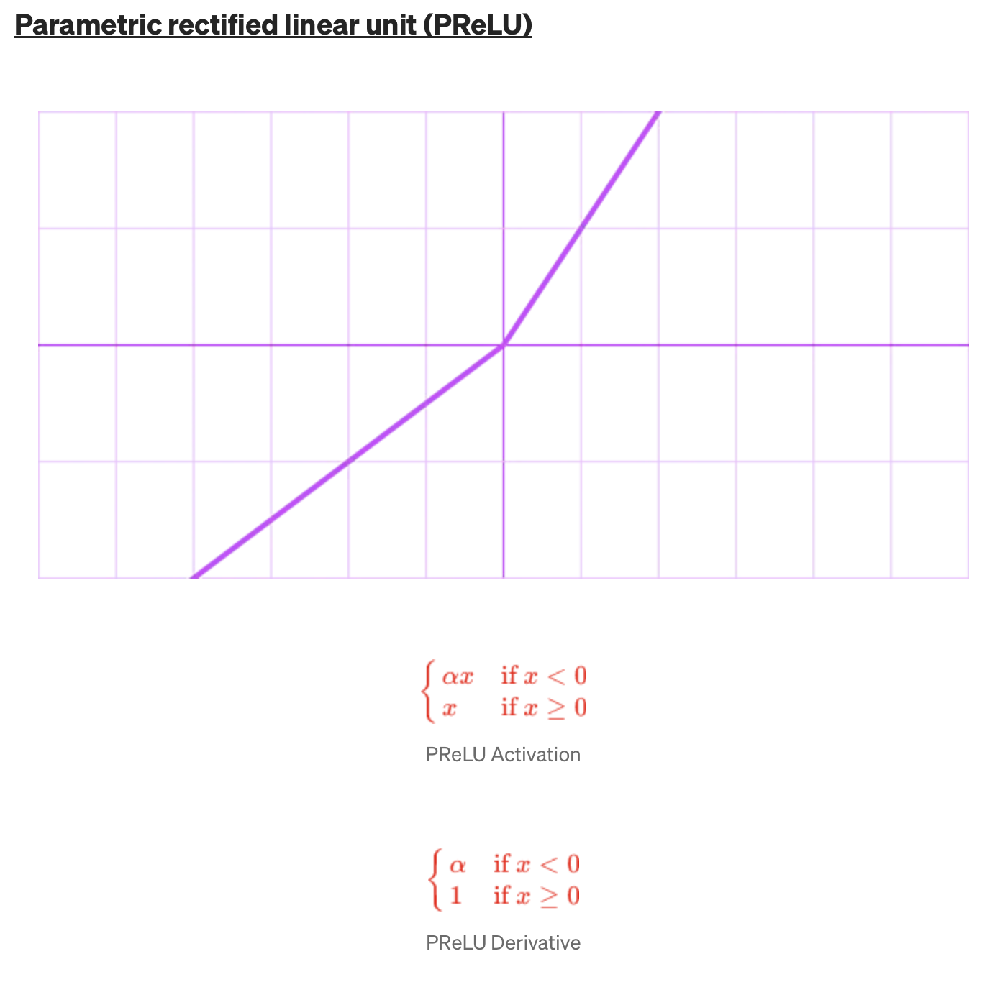 Parametric rectified linear unit (PReLU)
{ αx if x < 0
x if x ≥ 0
PReLU Activation
{ α if x < 0
1 if x ≥ 0
PReLU Derivative